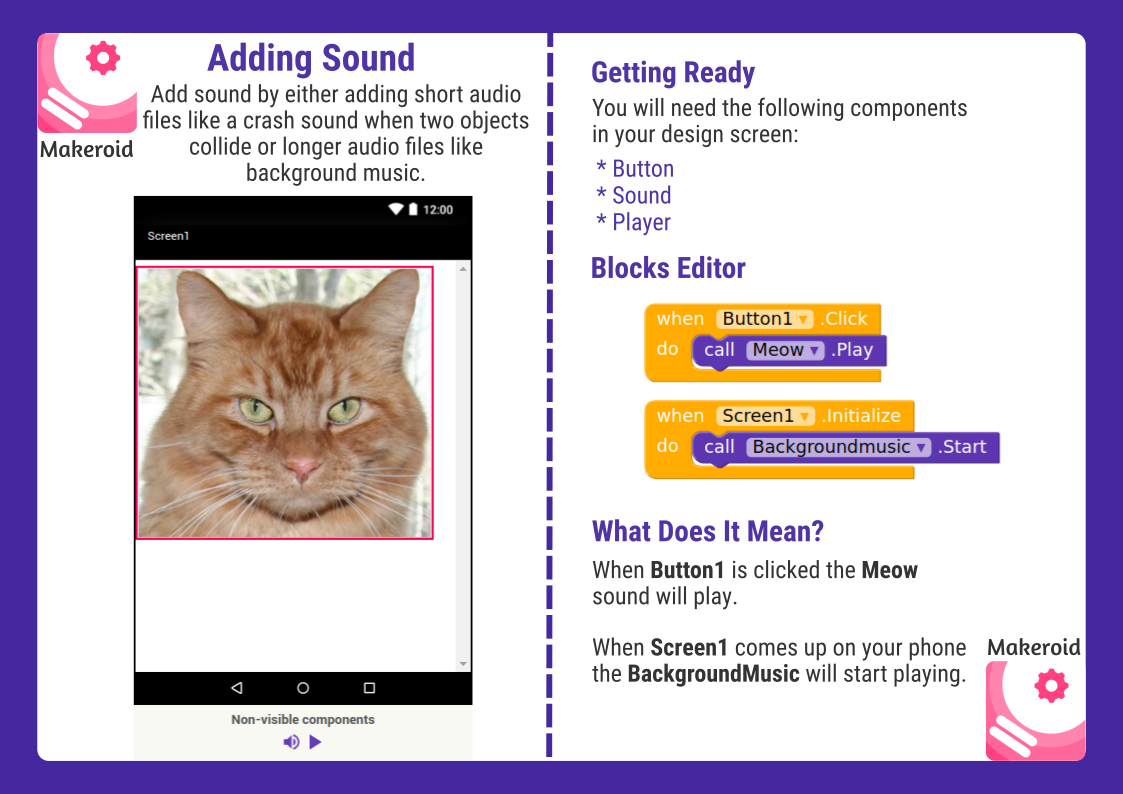 Adding Sound
Add sound by either adding short audio
files like a crash sound when two objects
collide or longer audio files like
background music.
Makeroid
12:00
Screen1
Non-visible components
Getting Ready
You will need the following components
in your design screen:
* Button
* Sound
* Player
Blocks Editor
when Button1 .Click
do call Meow .Play
when Screen1 .Initialize
do call Backgroundmusic .Start
What Does It Mean?
When Button1 is clicked the Meow
sound will play.
When Screen1 comes up on your phone
the BackgroundMusic will start playing.
Makeroid